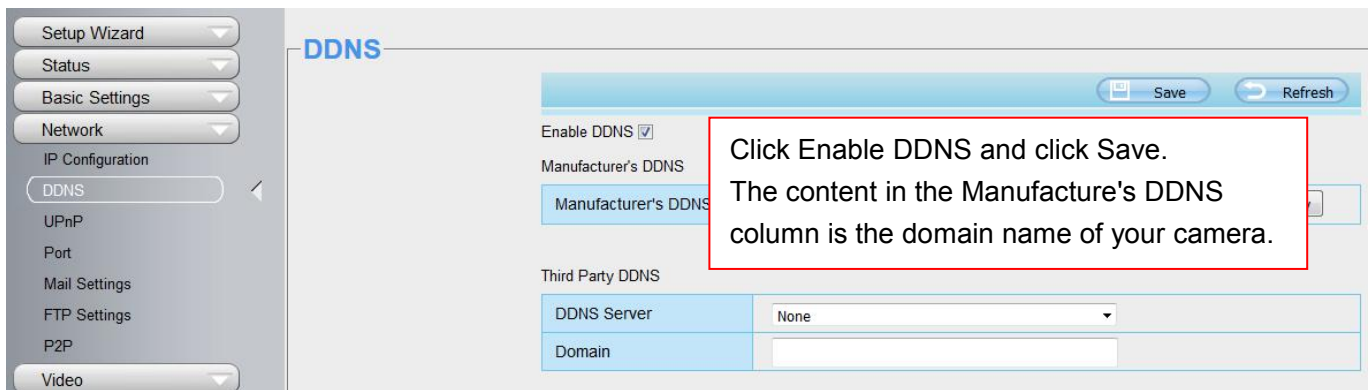 Setup Wizard
Status
Basic Settings
Network
IP Configuration
DDNS
UPnP
Port
Mail Settings
FTP Settings
P2P
Video
DDNS
Save Refresh
Enable DDNS
Manufacturer's DDNS
Manufacturer's DDNS
Click Enable DDNS and click Save.
The content in the Manufacture's DDNS
column is the domain name of your camera.
Third Party DDNS
DDNS Server None
Domain